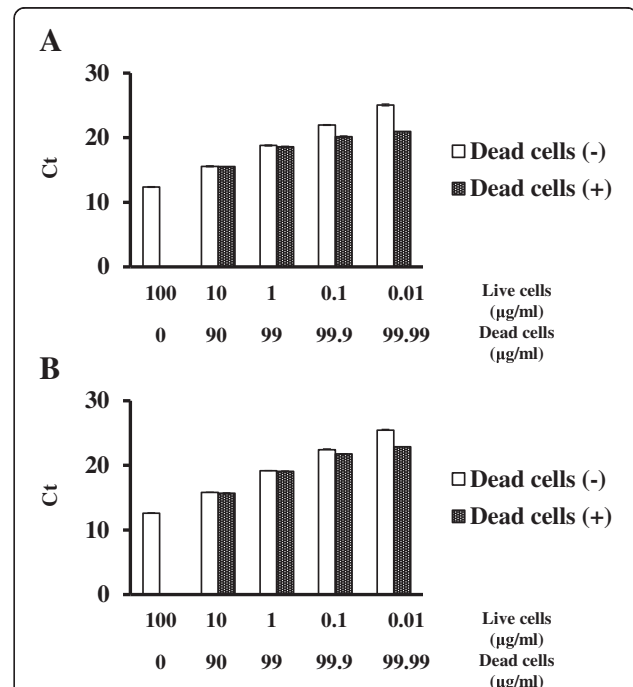 A
30
20
10
0
Ct
Dead cells (-)
Dead cells (+)
100 10 1 0.1 0.01 Live cells
(µg/ml)
0 90 99 99.9 99.99 Dead cells
(µg/ml)
B
30
20
10
0
Ct
Dead cells (-)
Dead cells (+)
100 10 1 0.1 0.01 Live cells
(µg/ml)
0 90 99 99.9 99.99 Dead cells
(µg/ml)